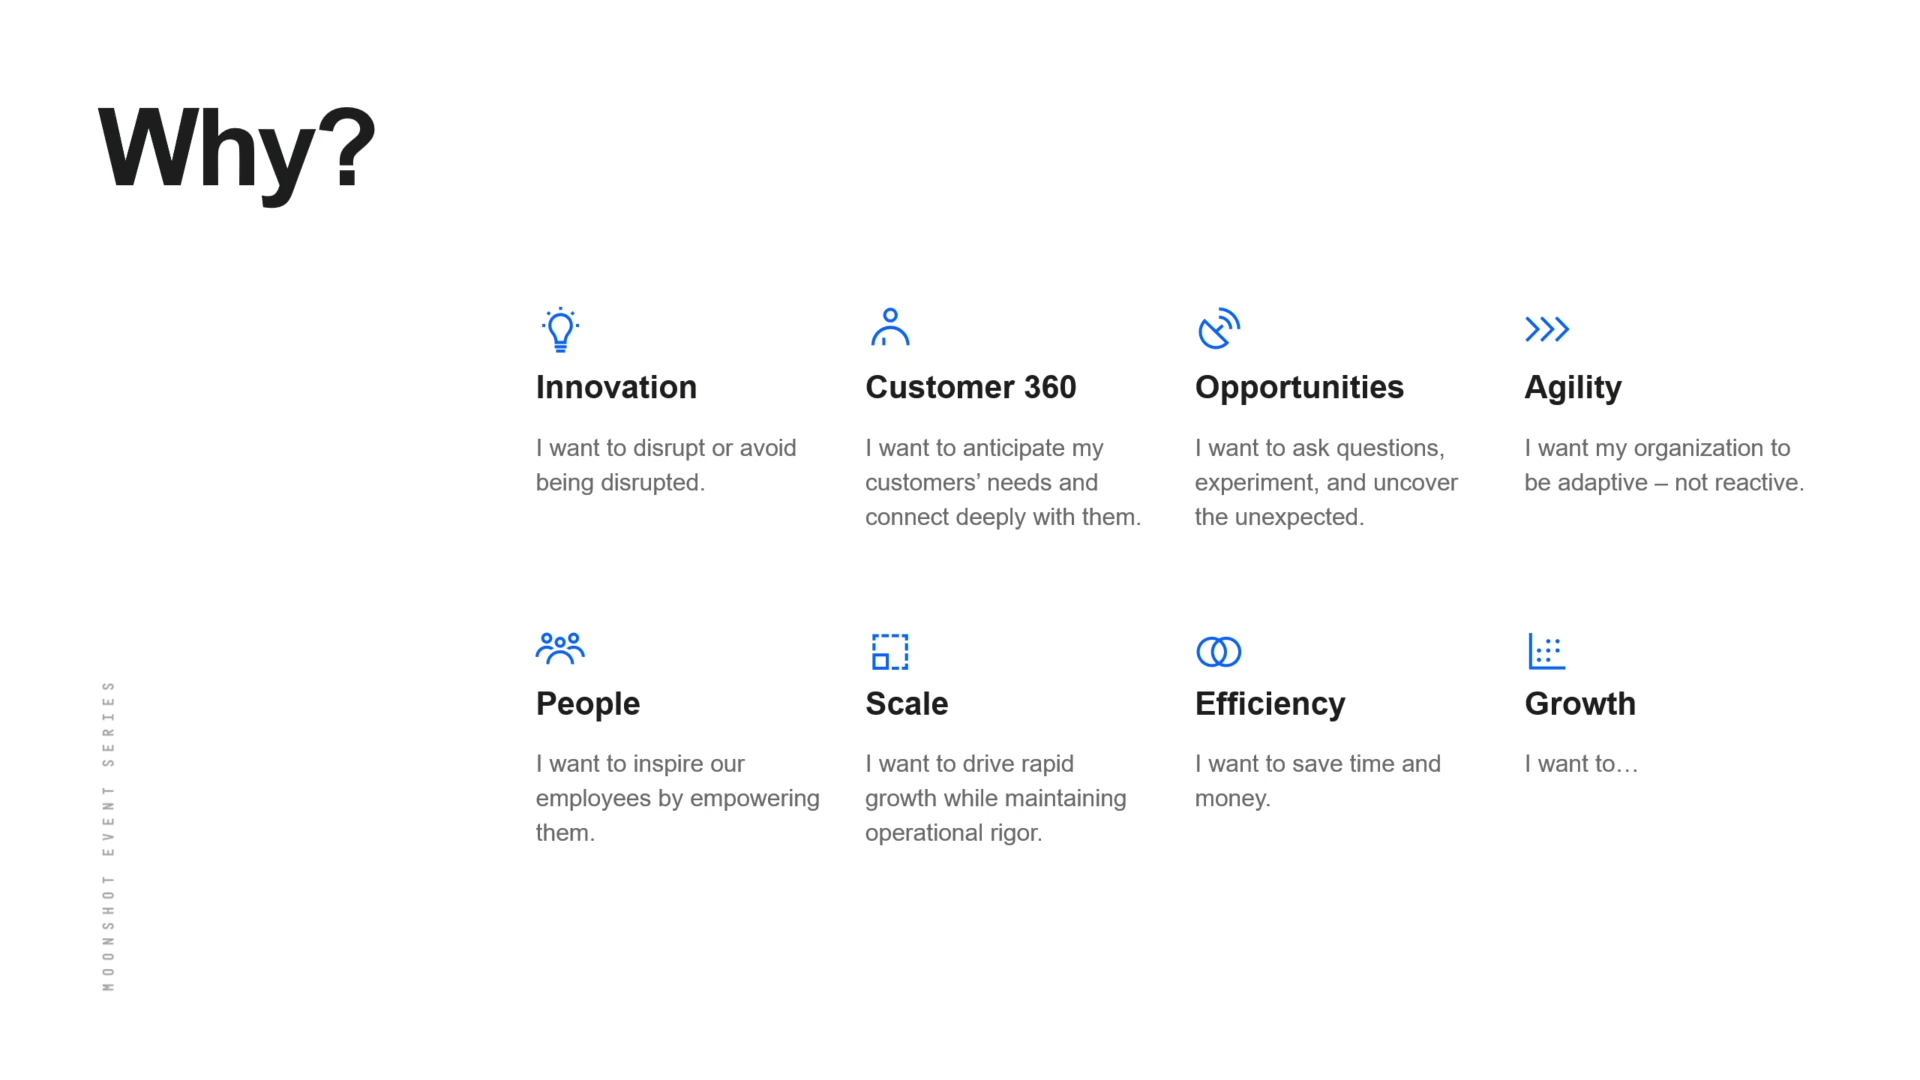 Why?
Innovation
I want to disrupt or avoid
being disrupted.
Customer 360
I want to anticipate my
customers’ needs and
connect deeply with them.
Opportunities
I want to ask questions,
experiment, and uncover
the unexpected.
Agility
I want my organization to
be adaptive – not reactive.
People
I want to inspire our
employees by empowering
them.
Scale
I want to drive rapid
growth while maintaining
operational rigor.
Efficiency
I want to save time and
money.
Growth
I want to…
MOONSHOT EVENT SERIES